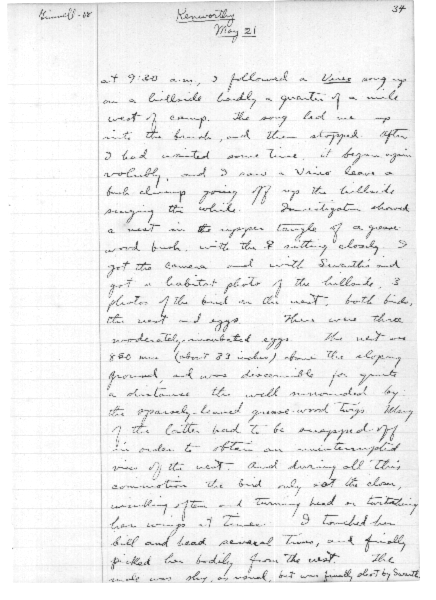 Grinnell-08
Kenworthy
34
May 21
at 9:20 a.m., I followed a Vireo song up
on a hillside hardly a quarter of a mile
west of camp. The song led me up
into the brush, and then stopped. After
I had waited some time, it began again
volubly, and I saw a Vireo leave a
bush clump going off up the hillside
singing the while. Investigation showed
a nest in the upper tangle of a grease-
wood bush, with the ♀ sitting closely. I
got the camera and with Swarth's aid
got a habitat photo of the hillside, 3
photos of the bird on the nest, both birds,
the nest and eggs. There were three
moderately incubated eggs. The nest was
850 mm (about 33 inches) above the sloping
ground, and was discernible for quite
a distance tho well surrounded by
the sparsely-leaved grease-wood twigs. Many
of the latter had to be snapped off
in order to obtain an uninterrupted
view of the nest. And during all this
commotion the bird only sat the closer,
wriggling often and turning head or twitching
her wings at times. I touched her
bill and head several times, and finally
picked her bodily from the nest. The
male was shy, as usual, but was finally shot by Swarth.